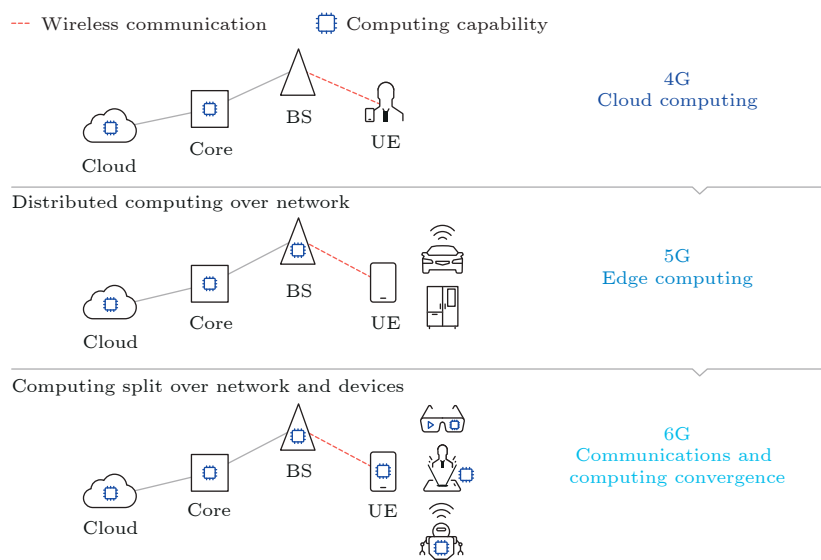 Wireless communication
Computing capability
4G
Cloud computing
BS
UE
Core
Cloud
Distributed computing over network
5G
Edge computing
BS
UE
Core
Cloud
Computing split over network and devices
6G
Communications and
computing convergence
BS
UE
Core
Cloud